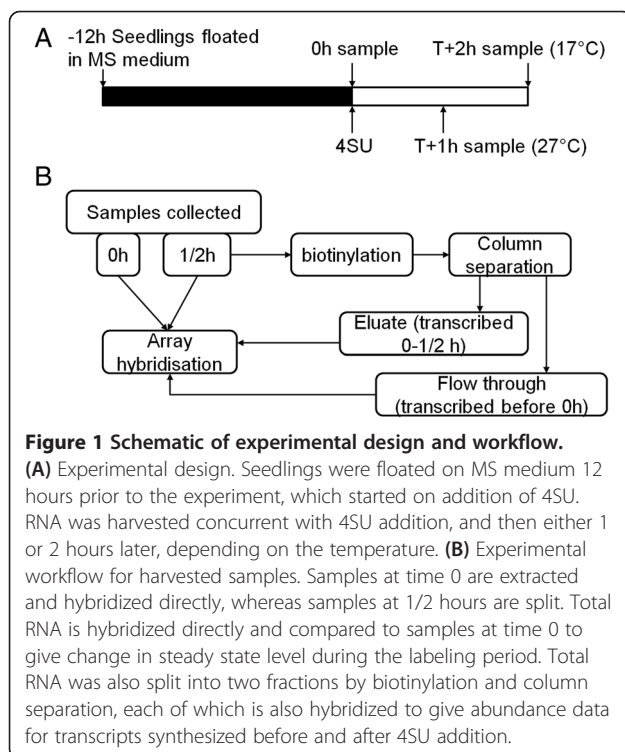 A
-12h Seedlings floated
in MS medium
0h sample
T+2h sample (17°C)
4SU
T+1h sample (27°C)
B
Samples collected
0h
1/2h
biotinylation
Column
separation
Eluate (transcribed
0-1/2 h)
Array
hybridisation
Flow through
(transcribed before 0h)
Figure 1 Schematic of experimental design and workflow.
(A) Experimental design. Seedlings were floated on MS medium 12
hours prior to the experiment, which started on addition of 4SU.
RNA was harvested concurrent with 4SU addition, and then either 1
or 2 hours later, depending on the temperature. (B) Experimental
workflow for harvested samples. Samples at time 0 are extracted
and hybridized directly, whereas samples at 1/2 hours are split. Total
RNA is hybridized directly and compared to samples at time 0 to
give change in steady state level during the labeling period. Total
RNA was also split into two fractions by biotinylation and column
separation, each of which is also hybridized to give abundance data
for transcripts synthesized before and after 4SU addition.